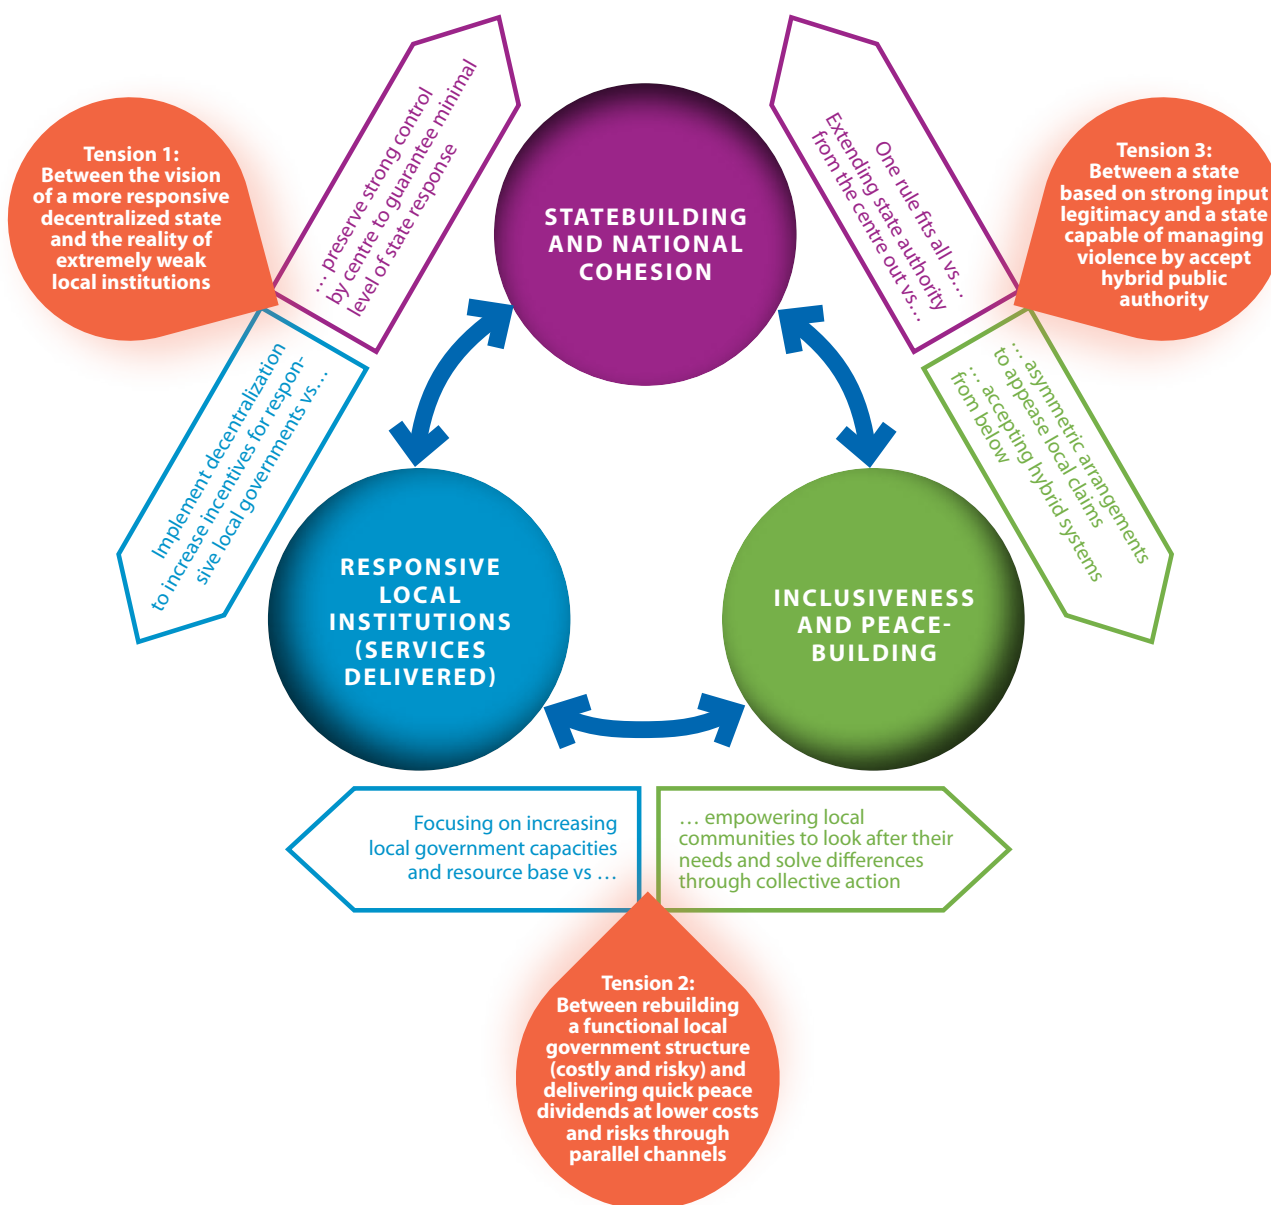 Tension 1:
Between the vision
of a more responsive
decentralized state
and the reality of
extremely weak
local institutions
… preserve strong control
by centre to guarantee minimal
level of state response
Implement decentralization
to increase incentives for respon-
sive local governments vs…
STATEBUILDING
AND NATIONAL
COHESION
One rule fits all vs…
Extending state authority
from the centre out vs…
Tension 3:
Between a state
based on strong input
legitimacy and a state
capable of managing
violence by accept
hybrid public
authority
… asymmetric arrangements
to appease local claims
… accepting hybrid systems
from below
RESPONSIVE
LOCAL
INSTITUTIONS
(SERVICES
DELIVERED)
INCLUSIVENESS
AND PEACE-
BUILDING
Focusing on increasing
local government capacities
and resource base vs …
… empowering local
communities to look after their
needs and solve differences
through collective action
Tension 2:
Between rebuilding
a functional local
government structure
(costly and risky) and
delivering quick peace
dividends at lower costs
and risks through
parallel channels